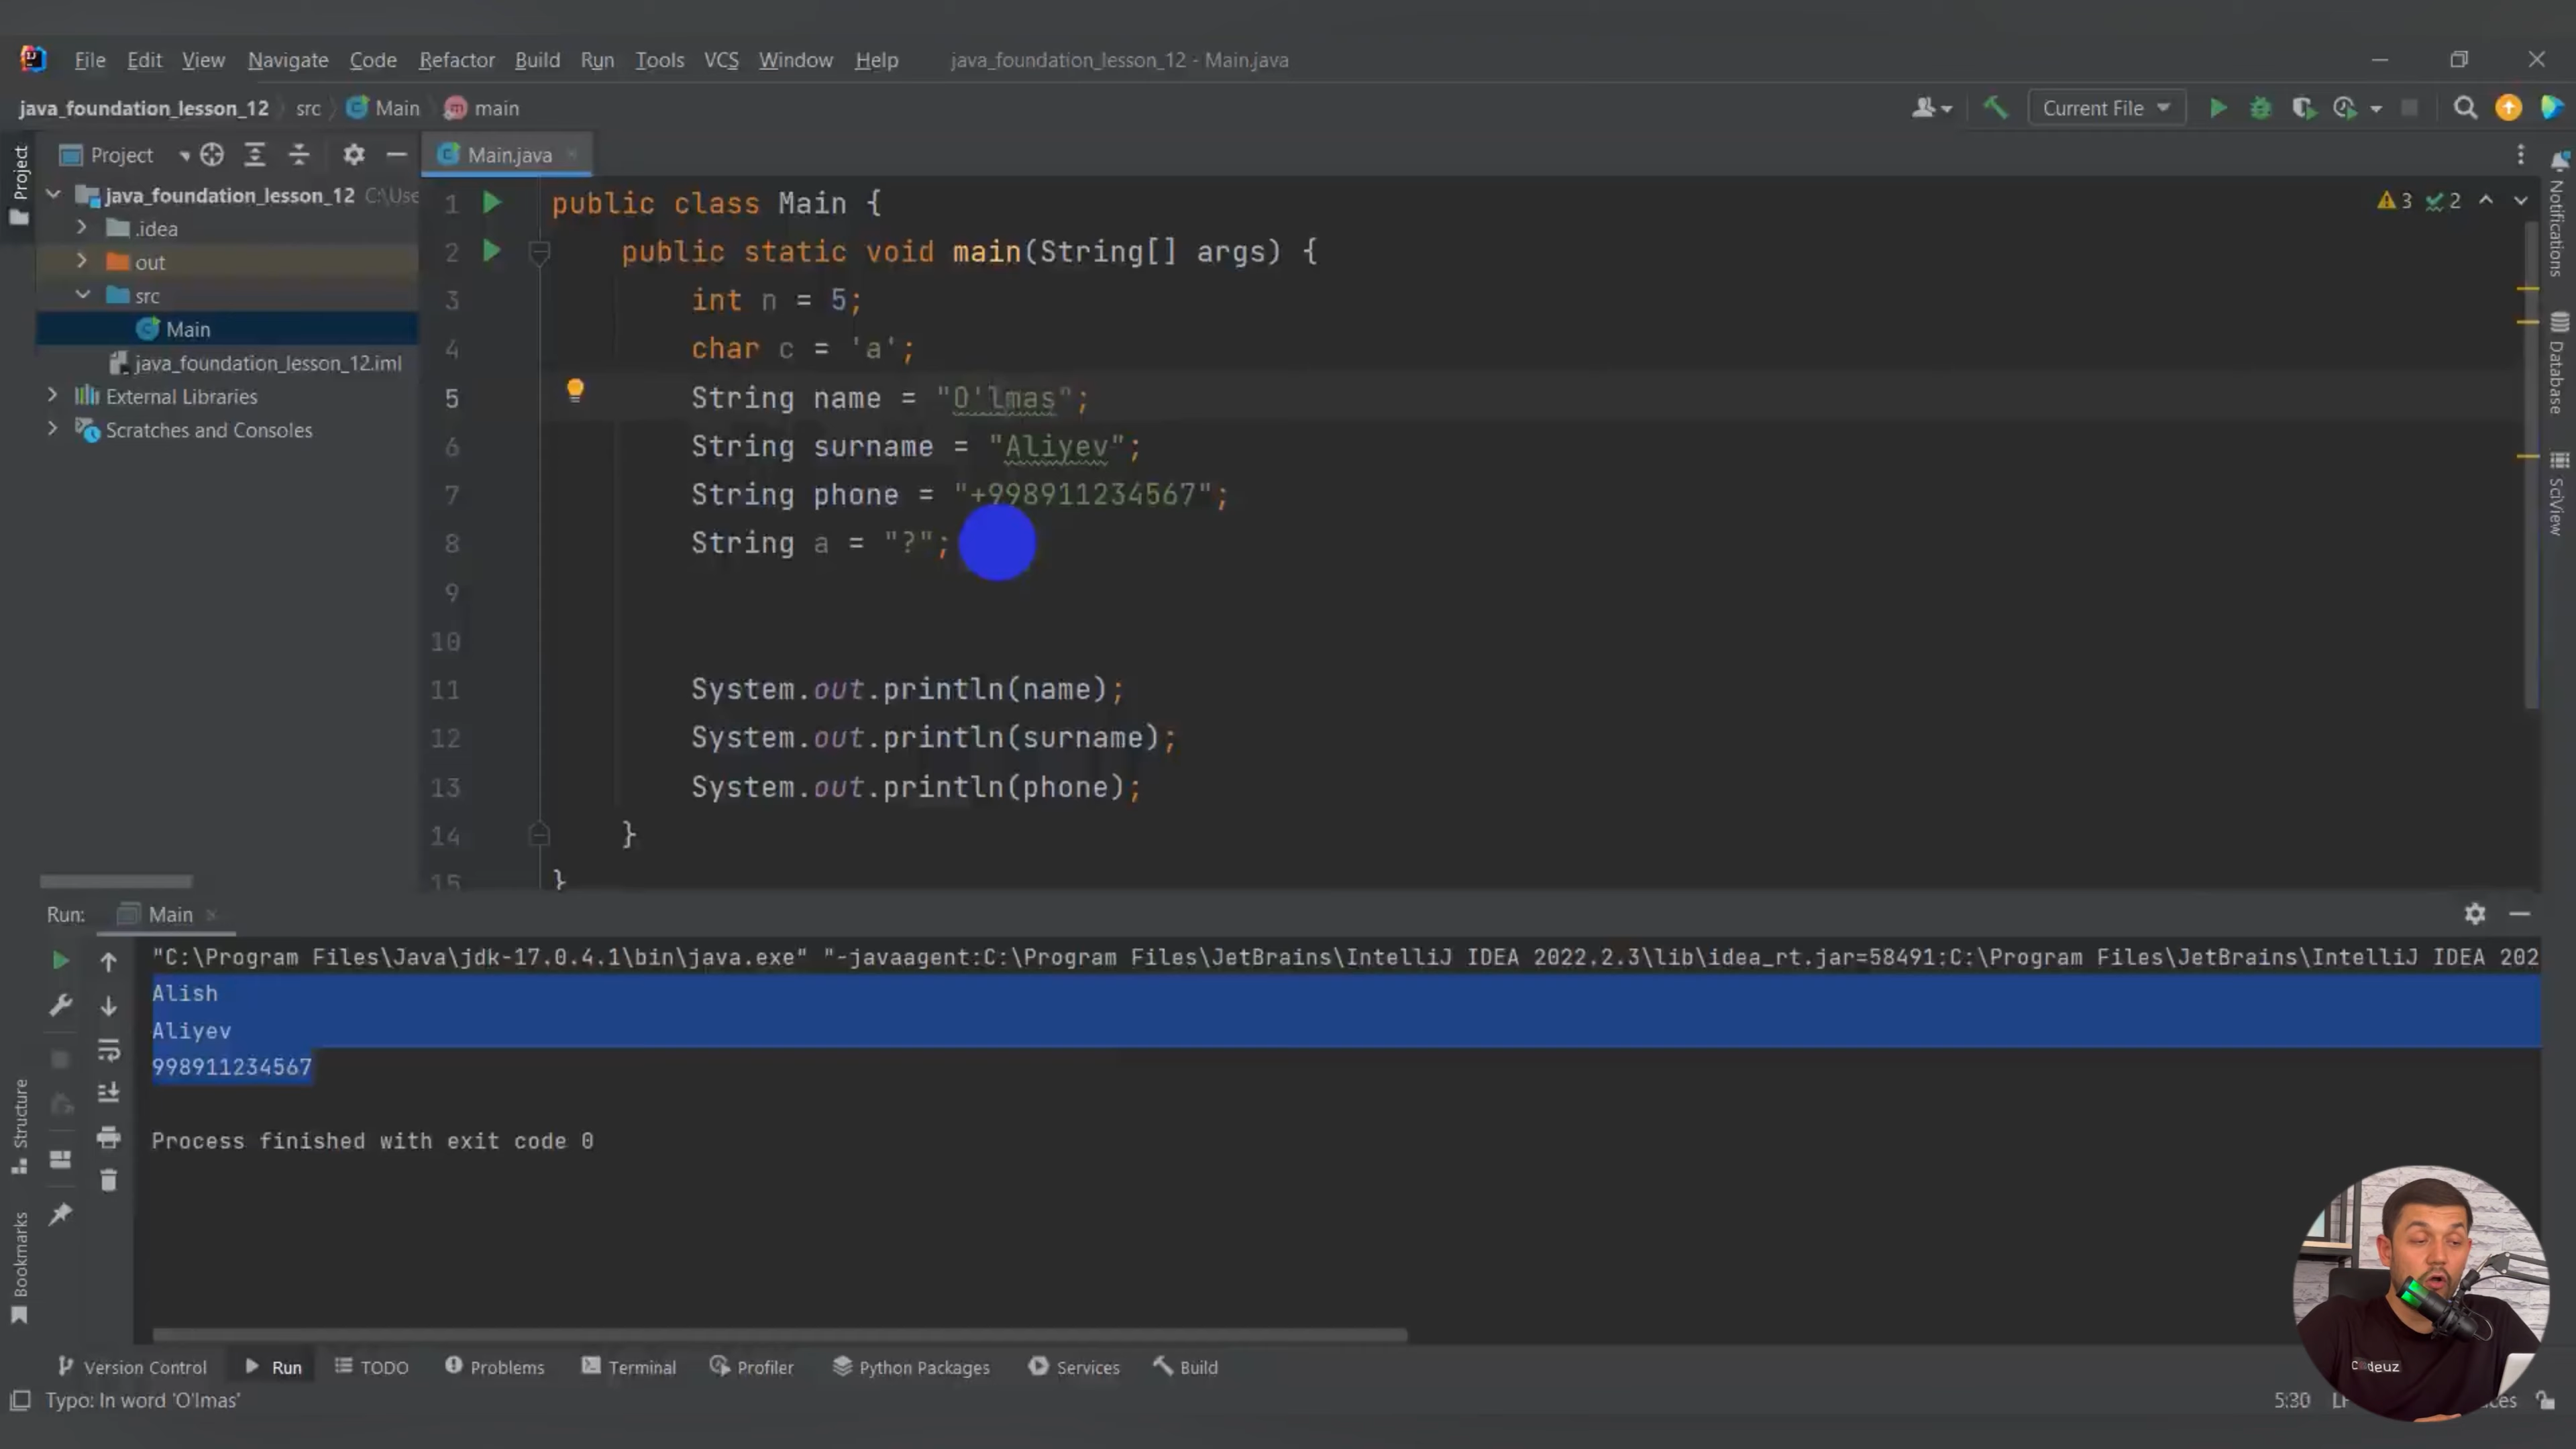 File Edit View Navigate Code Refactor Build Run Tools VCS Window Help java_foundation_lesson_12 - Main.java
java_foundation_lesson_12 src Main main
Current File
Project
Project
Main.java
java_foundation_lesson_12 C:\Use
.idea
out
src
Main
java_foundation_lesson_12.iml
External Libraries
Scratches and Consoles
1 public class Main {
2 public static void main(String[] args) {
3 int n = 5;
4 char c = 'a';
5 String name = "O'lmas";
6 String surname = "Aliyev";
7 String phone = "+998911234567";
8 String a = "?";
9
10
11 System.out.println(name);
12 System.out.println(surname);
13 System.out.println(phone);
14 }
15 }
3 2
Notifications
Database
SciView
Run: Main
"C:\Program Files\Java\jdk-17.0.4.1\bin\java.exe" "-javaagent:C:\Program Files\JetBrains\IntelliJ IDEA 2022.2.3\lib\idea_rt.jar=58491:C:\Program Files\JetBrains\IntelliJ IDEA 202
Alish
Aliyev
998911234567
Process finished with exit code 0
Structure
Bookmarks
Version Control Run TODO Problems Terminal Profiler Python Packages Services Build
Typo: In word 'O'lmas'
5:30